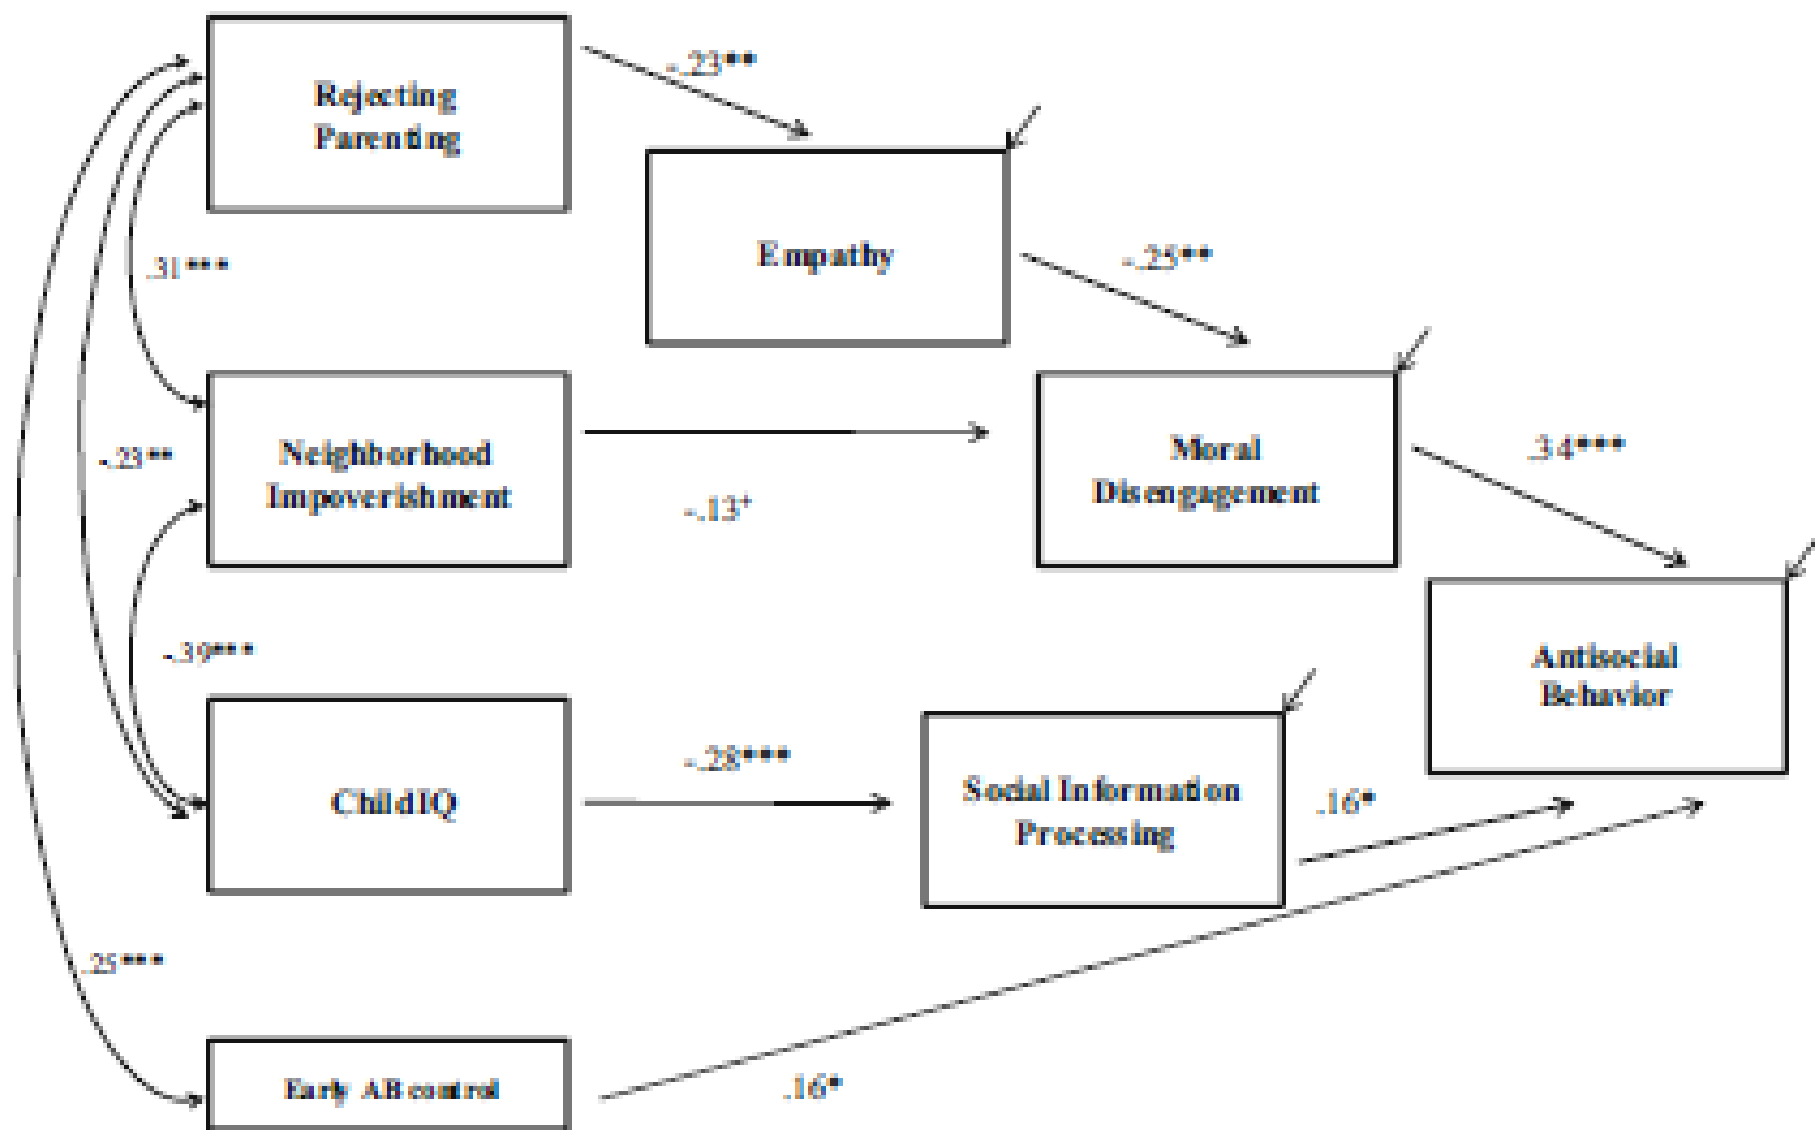 -.23**
Rejecting
Parenting
Empathy
-.25**
.31***
Neighborhood
Impoverishment
-.23**
-.13+
Moral
Disengagement
.34***
-.39***
Antisocial
Behavior
Child IQ
-.28***
Social Information
Processing
.16*
.25***
Early AB control
.16*